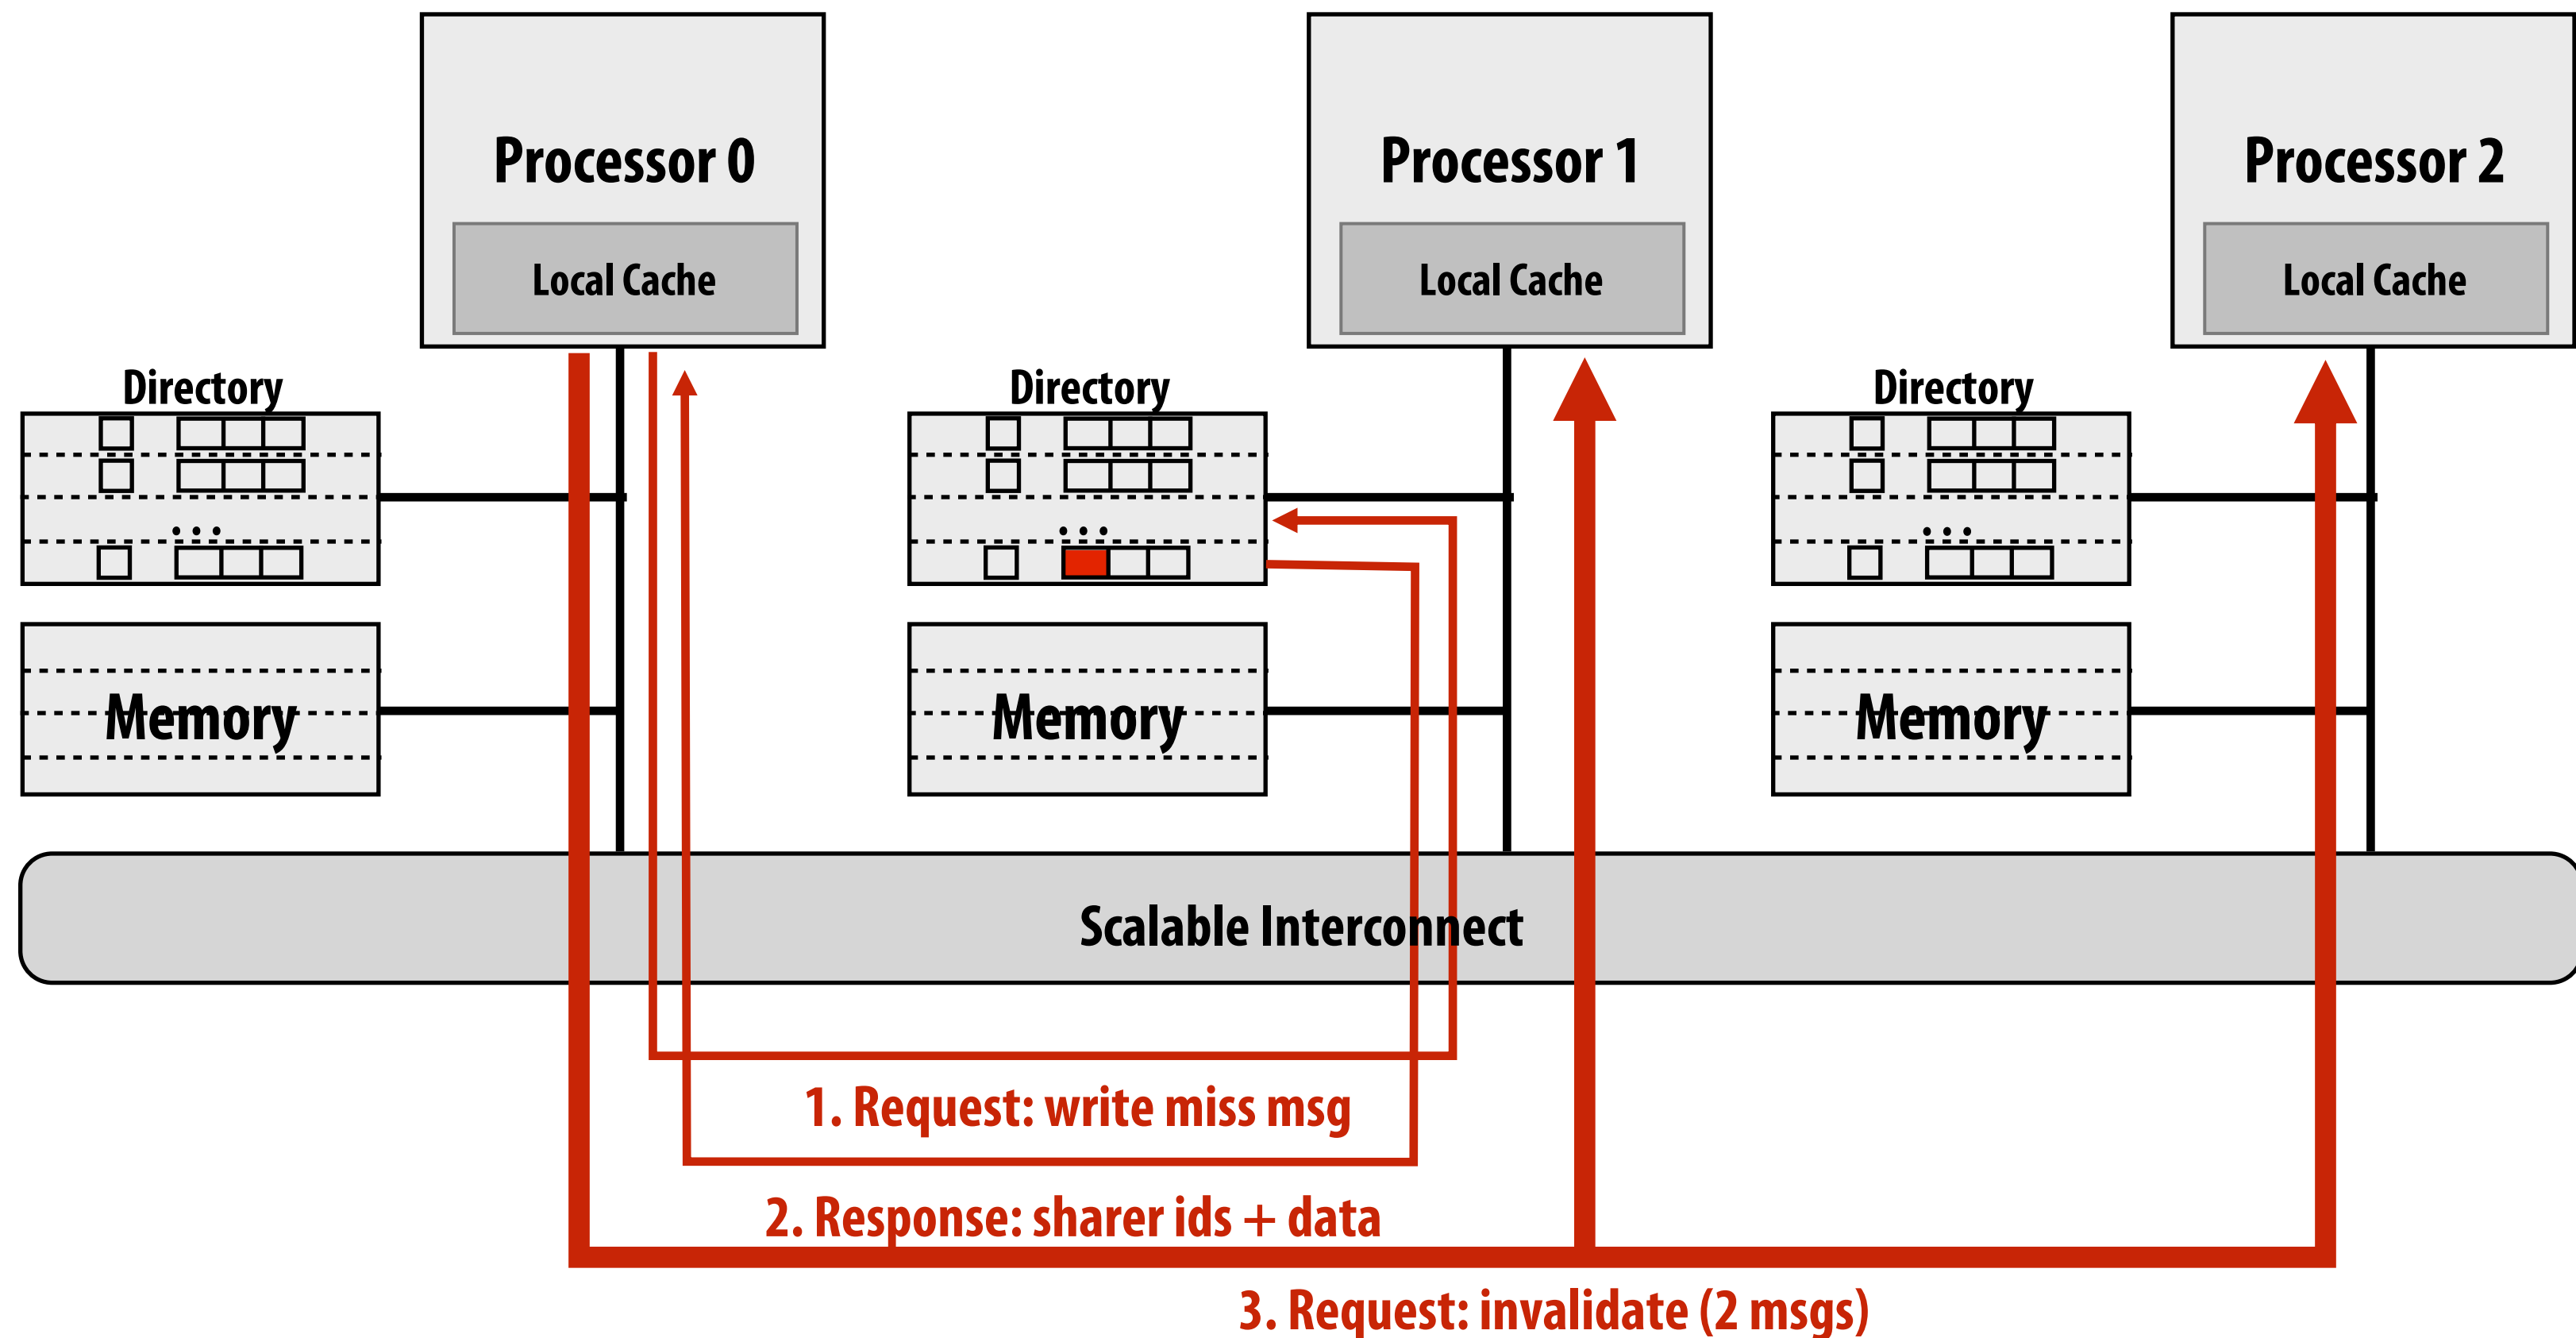 Processor 0
Processor 1
Processor 2
Local Cache
Local Cache
Local Cache
Directory
Directory
Directory
...
...
...
Memory
Memory
Memory
Scalable Interconnect
1. Request: write miss msg
2. Response: sharer ids + data
3. Request: invalidate (2 msgs)